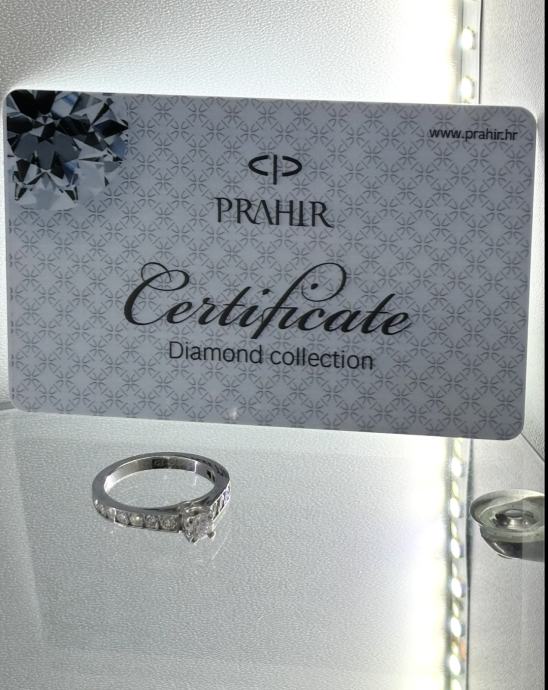 www.prahir.hr
PRAHIR
Certificate
Diamond collection